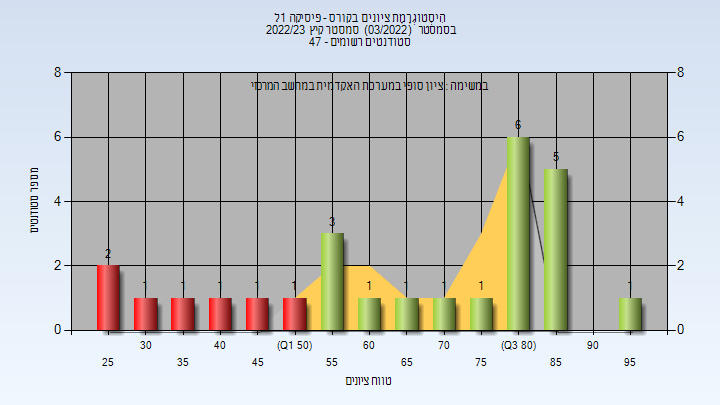 היסטוגרמת ציונים בקורס - פיסיקה 1ל
בסמסטר (03/2022) סמסטר קיץ 2022/23
סטודנטים רשומים - 47
במשימה : ציון סופי במערכת האקדמית במחשב המרכזי
8 8
6 6
4 4
2 2
0 0
מספר סטודנטים
2 1 1 1 1 1 3 1 1 1 1 6 5 1
30 40 (Q1 50) 60 70 (Q3 80) 90
25 35 45 55 65 75 85 95
טווח ציונים